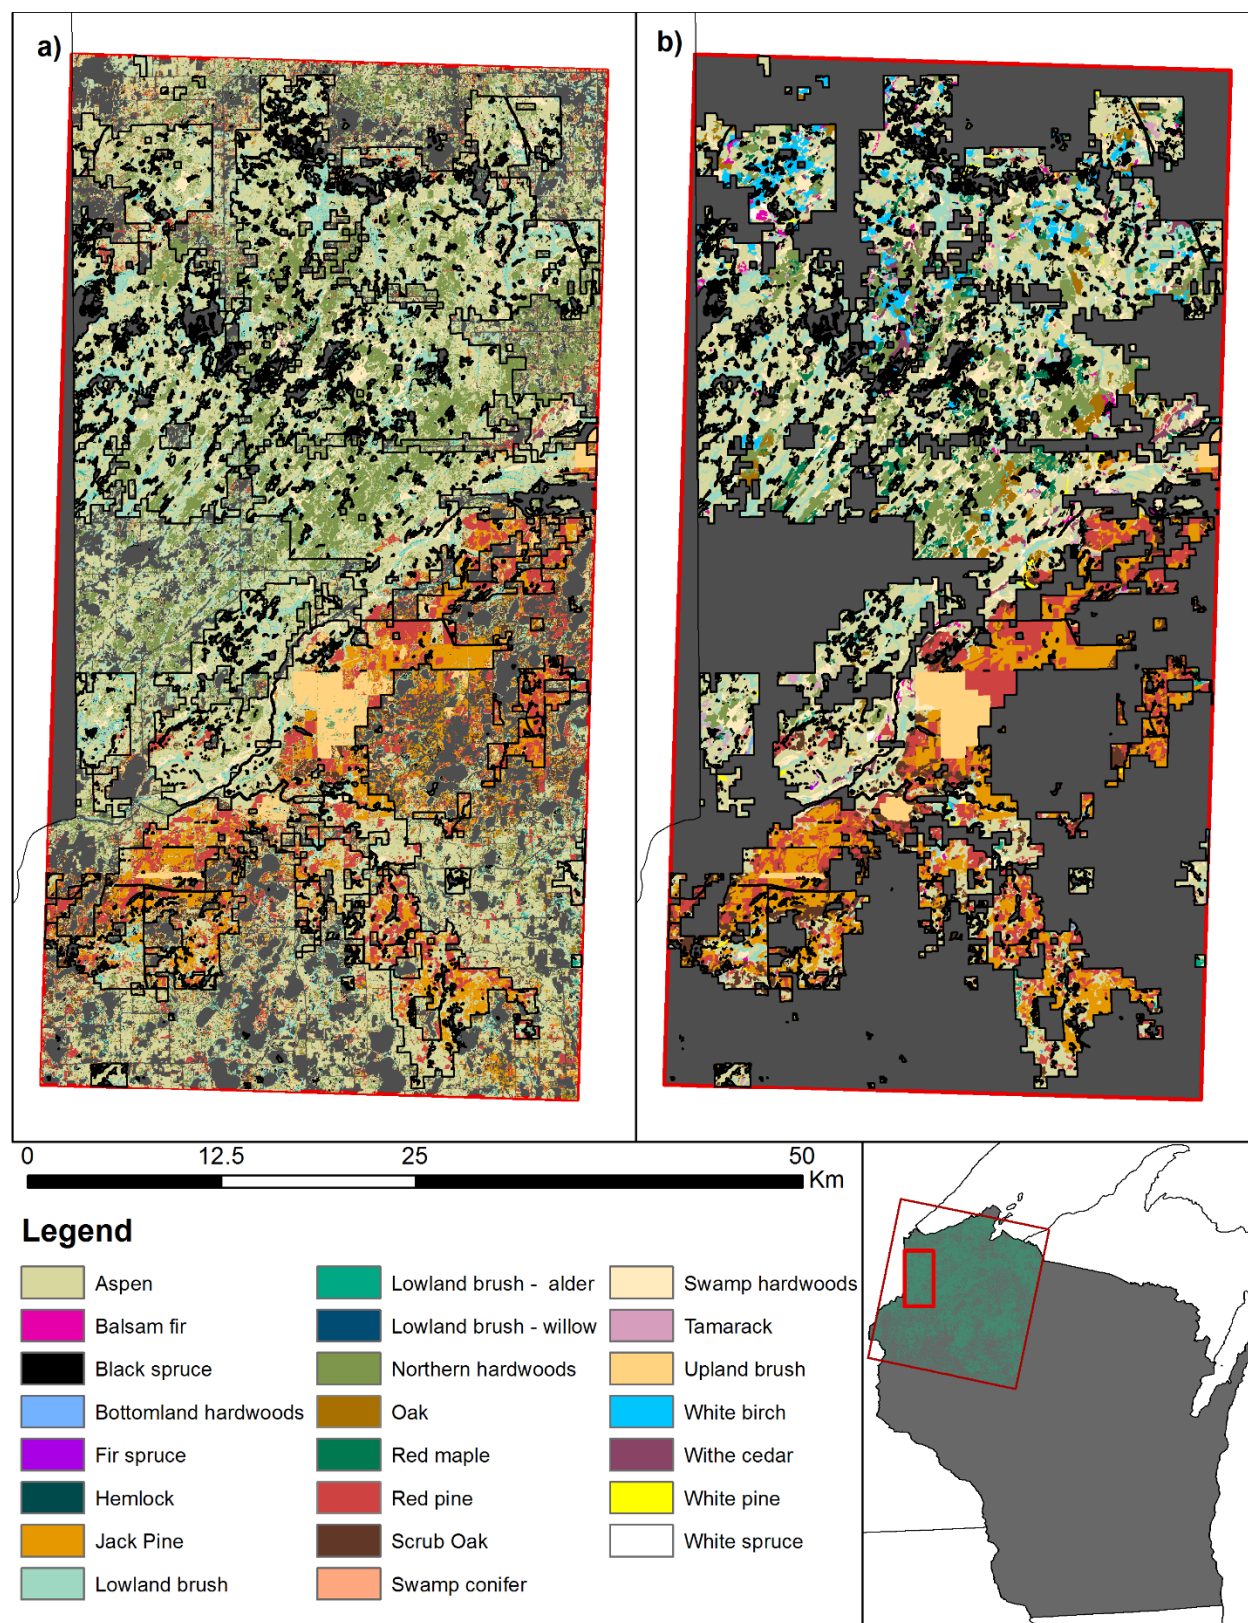 a)
b)
0 12.5 25 50
Km
Legend
Aspen
Balsam fir
Black spruce
Bottomland hardwoods
Fir spruce
Hemlock
Jack Pine
Lowland brush
Lowland brush - alder
Lowland brush - willow
Northern hardwoods
Oak
Red maple
Red pine
Scrub Oak
Swamp conifer
Swamp hardwoods
Tamarack
Upland brush
White birch
Withe cedar
White pine
White spruce